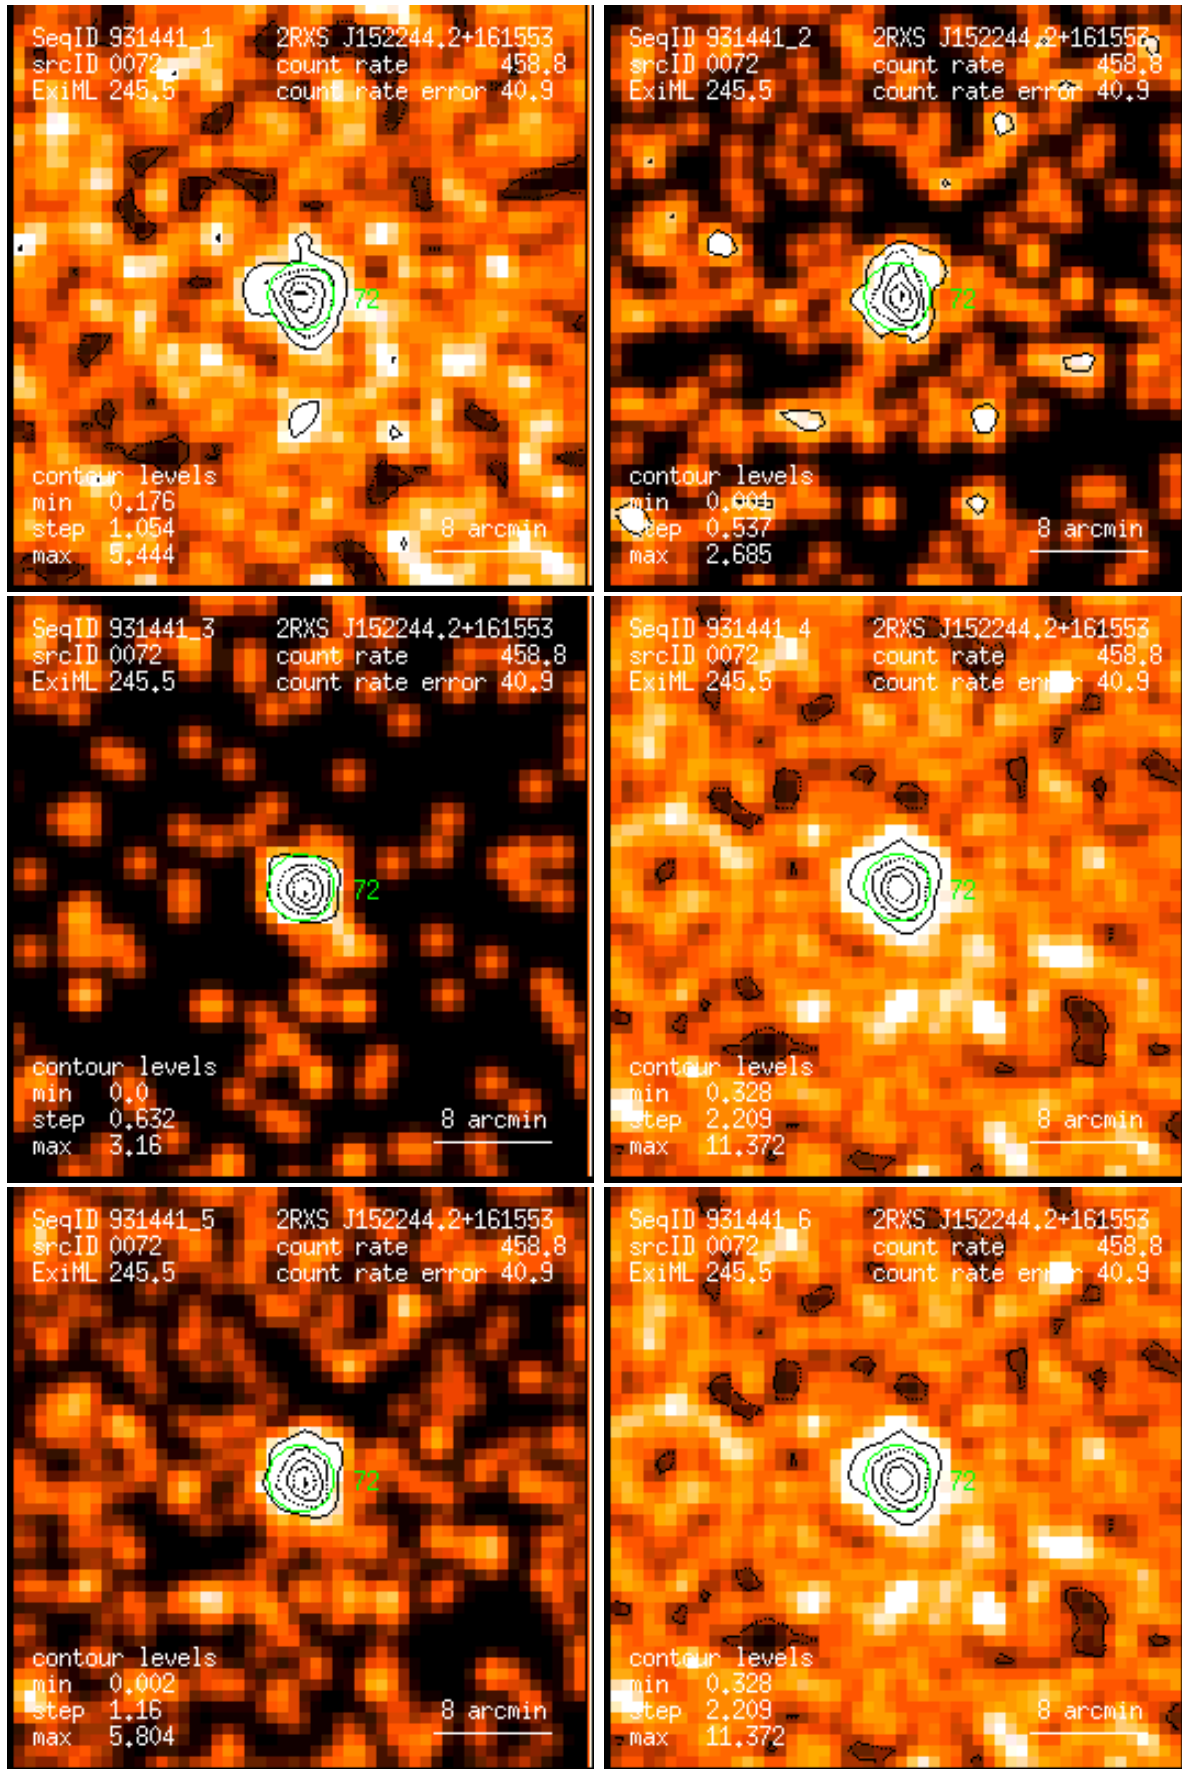 SeqID 931441_1 2RXS J152244.2+161553
srcID 0072 count rate 458.8
ExiML 245.5 count rate error 40.9
72
contour levels
min 0.176
step 1.054 8 arcmin
max 5.444
SeqID 931441_2 2RXS J152244.2+161553
srcID 0072 count rate 458.8
ExiML 245.5 count rate error 40.9
72
contour levels
min 0.001
step 0.537 8 arcmin
max 2.685
SeqID 931441_3 2RXS J152244.2+161553
srcID 0072 count rate 458.8
ExiML 245.5 count rate error 40.9
72
contour levels
min 0.0
step 0.632 8 arcmin
max 3.16
SeqID 931441_4 2RXS J152244.2+161553
srcID 0072 count rate 458.8
ExiML 245.5 count rate error 40.9
72
contour levels
min 0.328
step 2.209 8 arcmin
max 11.372
SeqID 931441_5 2RXS J152244.2+161553
srcID 0072 count rate 458.8
ExiML 245.5 count rate error 40.9
72
contour levels
min 0.002
step 1.16 8 arcmin
max 5.804
SeqID 931441_6 2RXS J152244.2+161553
srcID 0072 count rate 458.8
ExiML 245.5 count rate error 40.9
72
contour levels
min 0.328
step 2.209 8 arcmin
max 11.372